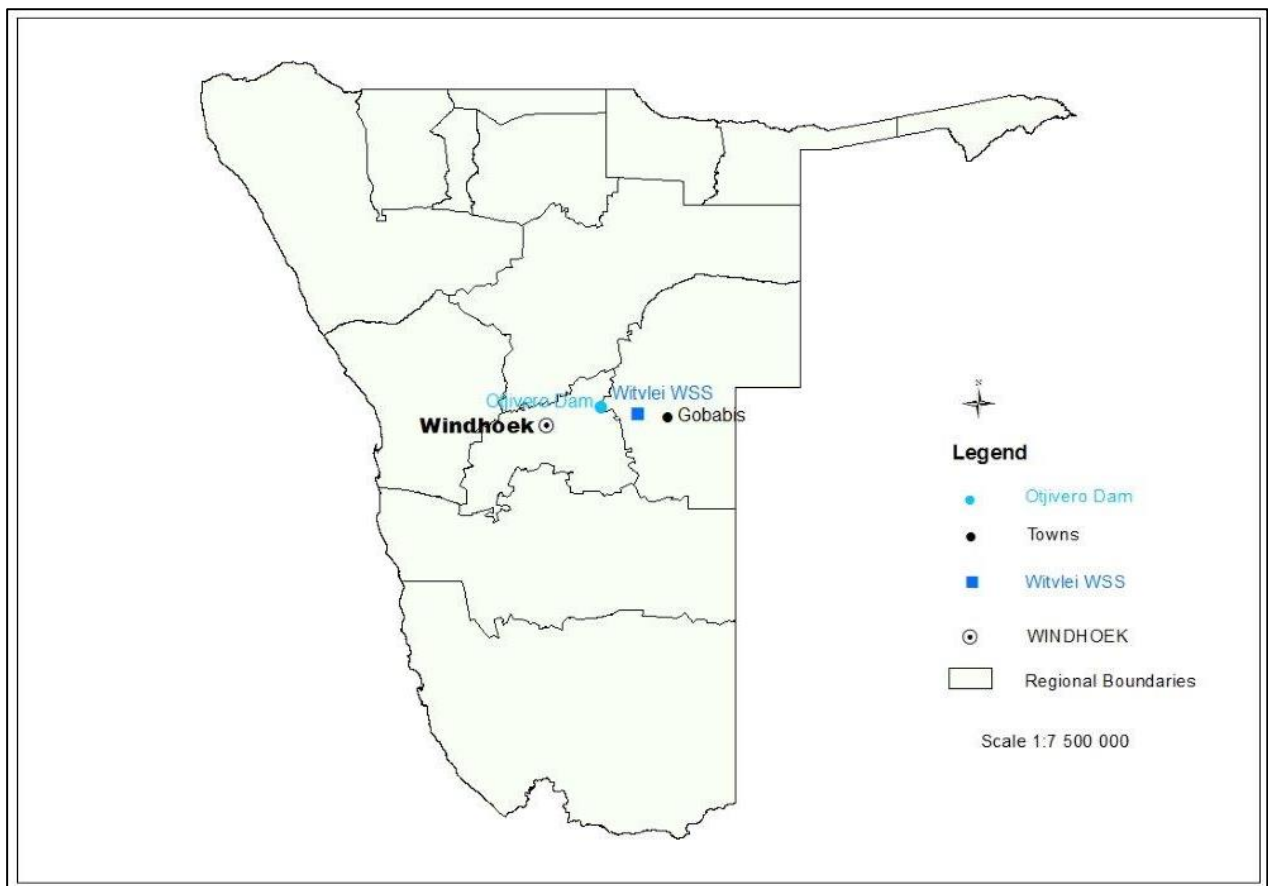 Witvlei WSS
Otjivero Dam
Gobabis
Windhoek
N
Legend
Otjivero Dam
Towns
Witvlei WSS
WINDHOEK
Regional Boundaries
Scale 1:7 500 000